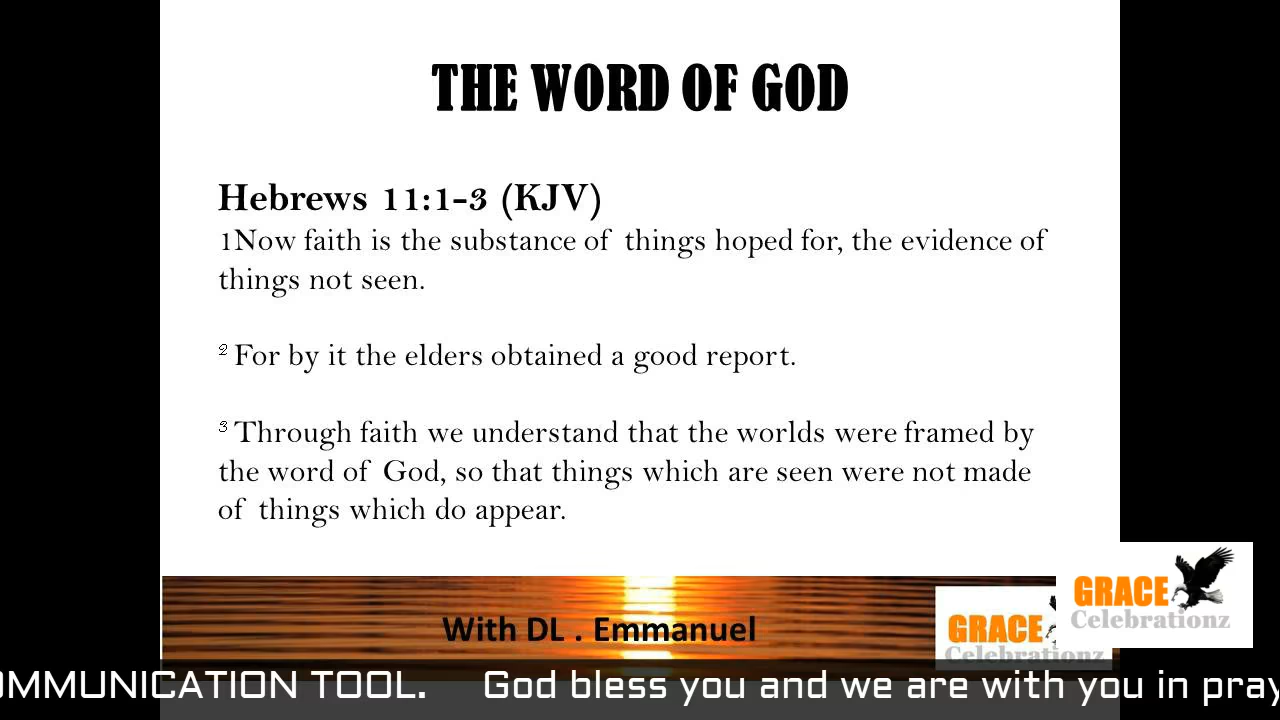 THE WORD OF GOD
Hebrews 11:1-3 (KJV)
1Now faith is the substance of things hoped for, the evidence of
things not seen.
2 For by it the elders obtained a good report.
3 Through faith we understand that the worlds were framed by
the word of God, so that things which are seen were not made
of things which do appear.
With DL . Emmanuel
GRACE
Celebrationz
GRACE
Celebrationz
OMMUNICATION TOOL. God bless you and we are with you in pray